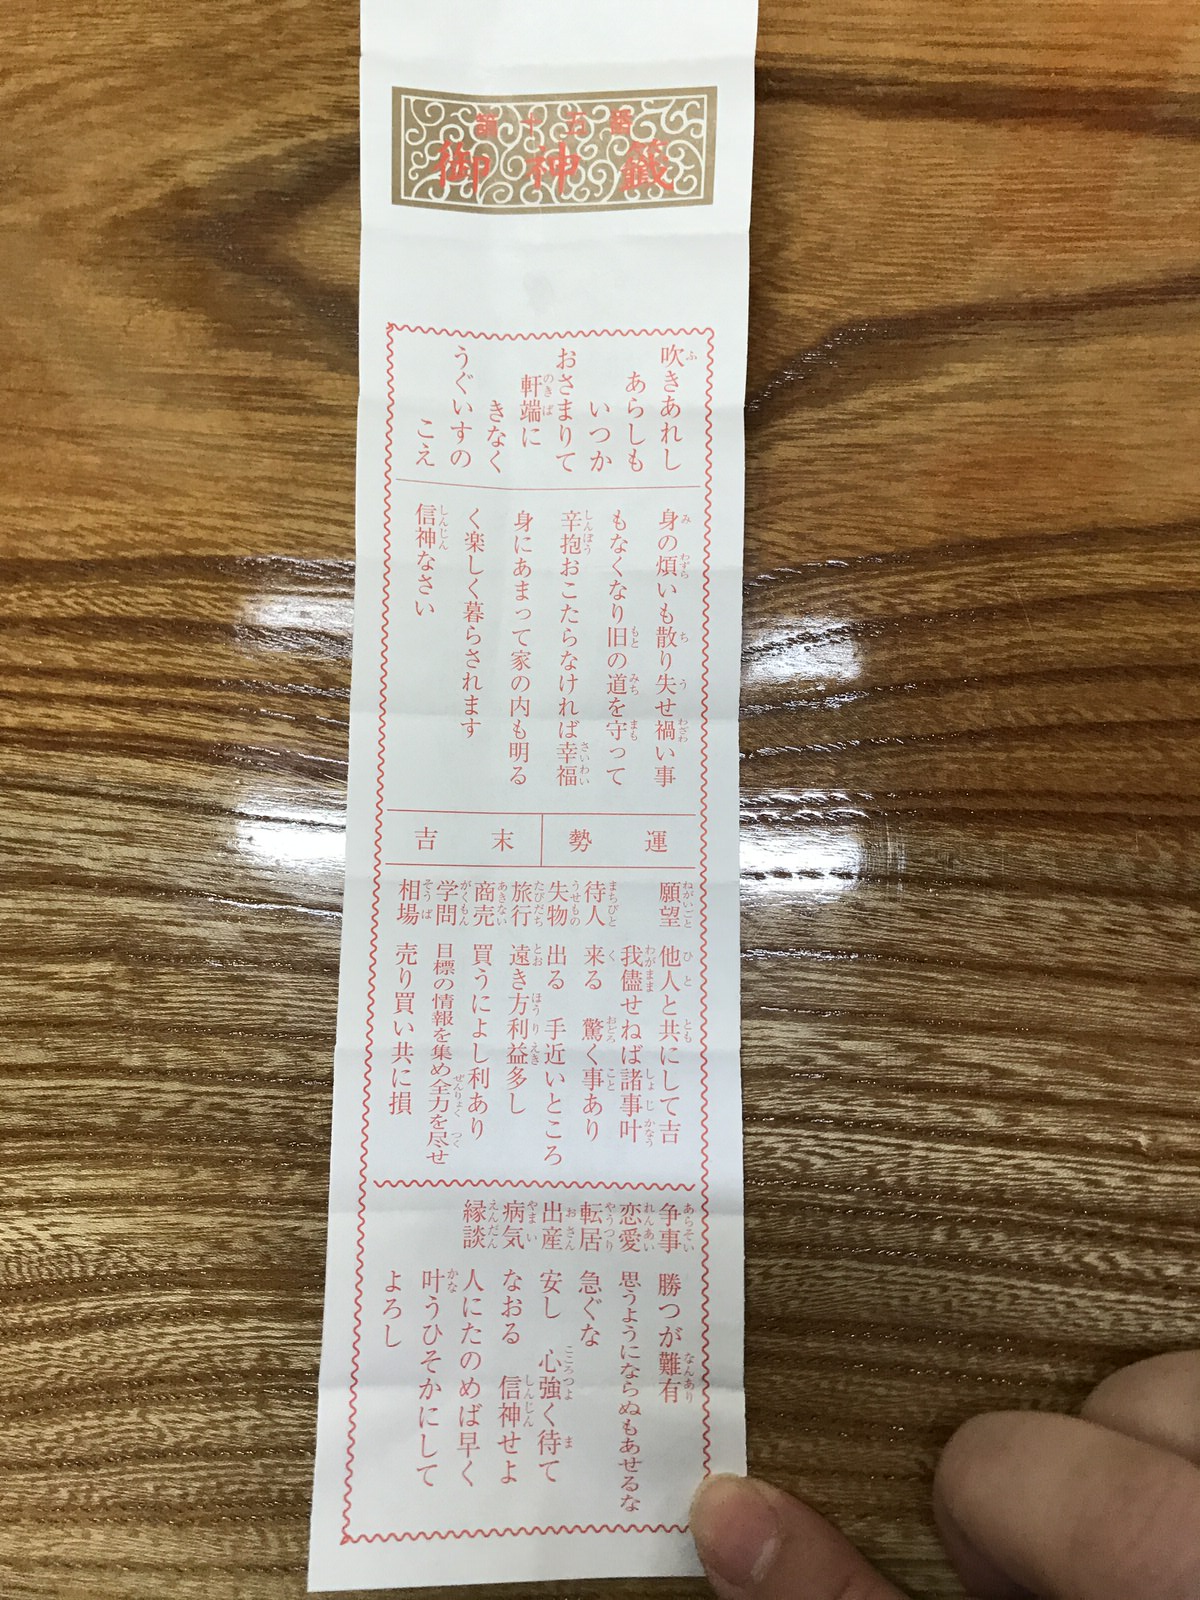 第十五番
御神籤
吹きあれし
あらしも
いつか
おさまりて
軒端に
きなく
うぐいすの
こえ
身の煩いも散り失せ禍い事
もなくなり旧の道を守って
辛抱おこたらなければ幸福
身にあまって家の内も明る
く楽しく暮らされます
信神なさい
運勢
末吉
願望 他人と共にして吉
我儘せねば諸事叶
待人 来る 驚く事あり
失物 出る 手近いところ
旅行 遠き方利益多し
商売 買うによし利あり
学問 目標の情報を集め全力を尽せ
相場 売り買い共に損
争事 勝つが難有
恋愛 思うようにならぬもあせるな
転居 急ぐな
出産 安し 心強く待て
病気 なおる 信神せよ
縁談 人にたのめば早く
叶うひそかにして
よろし